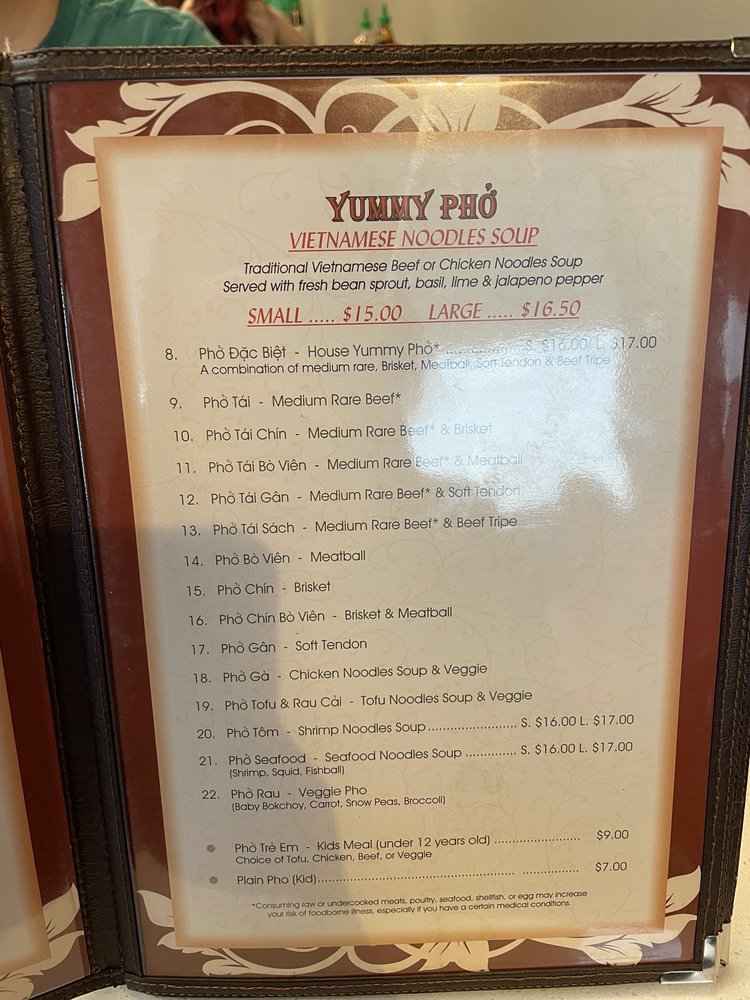 YUMMY PHỞ
VIETNAMESE NOODLES SOUP
Traditional Vietnamese Beef or Chicken Noodles Soup
Served with fresh bean sprout, basil, lime & jalapeno pepper
SMALL ..... $15.00 LARGE ..... $16.50
8. Phở Đặc Biệt - House Yummy Phở* .............. S. $16.00/ L. $17.00
A combination of medium rare, Brisket, Meatball, Soft Tendon & Beef Tripe
9. Phở Tái - Medium Rare Beef*
10. Phở Tái Chín - Medium Rare Beef* & Brisket
11. Phở Tái Bò Viên - Medium Rare Beef* & Meatball
12. Phở Tái Gân - Medium Rare Beef* & Soft Tendon
13. Phở Tái Sách - Medium Rare Beef* & Beef Tripe
14. Phở Bò Viên - Meatball
15. Phở Chín - Brisket
16. Phở Chín Bò Viên - Brisket & Meatball
17. Phở Gân - Soft Tendon
18. Phở Gà - Chicken Noodles Soup & Veggie
19. Phở Tofu & Rau Cải - Tofu Noodles Soup & Veggie
20. Phở Tôm - Shrimp Noodles Soup ....................... S. $16.00 L. $17.00
21. Phở Seafood - Seafood Noodles Soup ............. S. $16.00 L. $17.00
(Shrimp, Squid, Fishball)
22. Phở Rau - Veggie Pho
(Baby Bokchoy, Carrot, Snow Peas, Broccoli)
Phở Trẻ Em - Kids Meal (under 12 years old) ...................... $9.00
Choice of Tofu, Chicken, Beef, or Veggie
Plain Pho (Kid)..................................................... ............... $7.00
*Consuming raw or undercooked meats, poultry, seafood, shellfish, or egg may increase
your risk of foodborne illness, especially if you have a certain medical conditions.